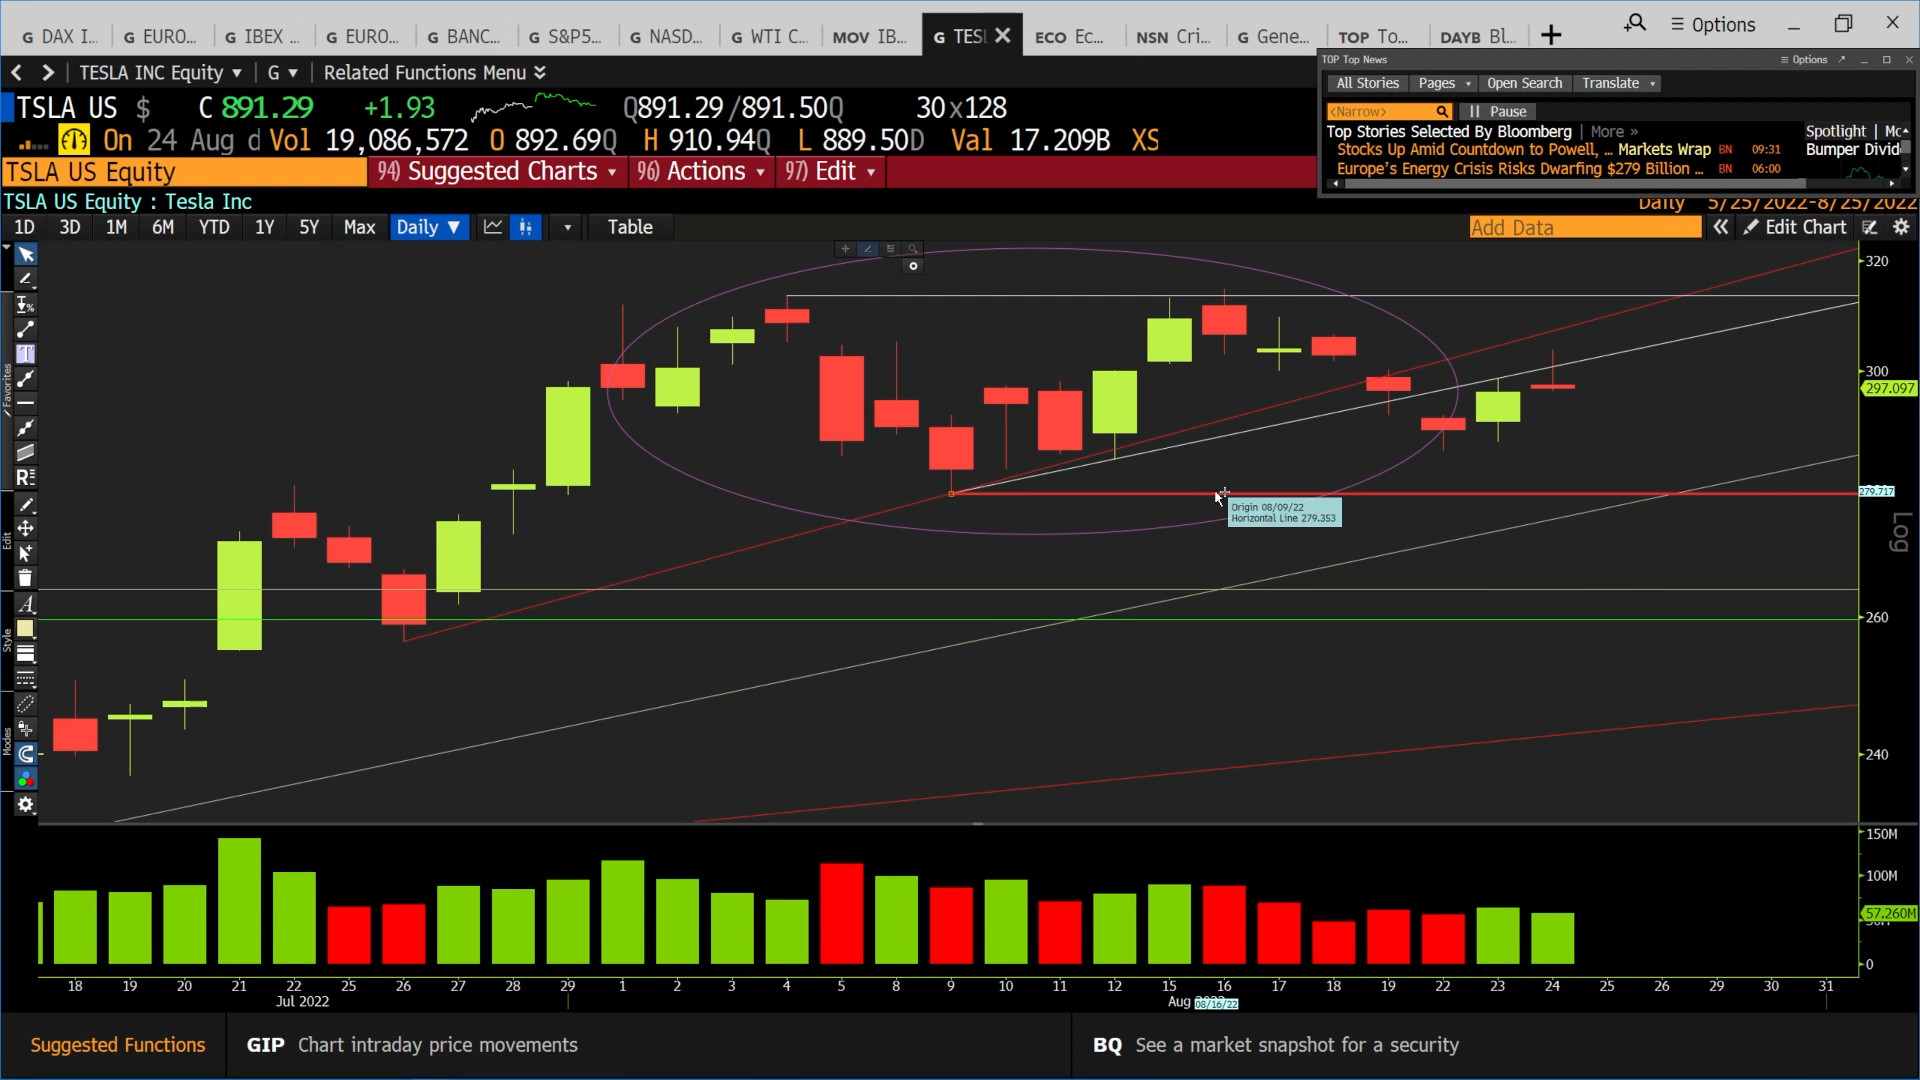 G DAX I... G EURO... G IBEX ... G EURO... G BANC... G S&P5... G NASD... G WTI C... MOV IB... G TES ECO Ec... NSN Cri... G Gene... TOP To... DAYB Bl... Options
TESLA INC Equity G Related Functions Menu
TOP Top News Options
All Stories Pages Open Search Translate
<Narrow> Pause
Top Stories Selected By Bloomberg More » Spotlight
Stocks Up Amid Countdown to Powell, ... Markets Wrap BN 09:31 Bumper Divid
Europe's Energy Crisis Risks Dwarfing $279 Billion ... BN 06:00
TSLA US $ C 891.29 +1.93 Q891.29/891.50Q 30x128
On 24 Aug d Vol 19,086,572 O 892.69Q H 910.94Q L 889.50D Val 17.209B XS
TSLA US Equity 94) Suggested Charts 96) Actions 97) Edit
TSLA US Equity : Tesla Inc Daily 5/25/2022-8/25/2022
1D 3D 1M 6M YTD 1Y 5Y Max Daily Table Add Data Edit Chart
320
300
297.097
279.717
260
240
Log
Origin 08/09/22
Horizontal Line 279.353
Favorites
Edit
Style
Modes
150M
100M
57.260M
0
18 19 20 21 22 25 26 27 28 29 1 2 3 4 5 8 9 10 11 12 15 16 17 18 19 22 23 24 25 26 29 30 31
Jul 2022 Aug 08/16/22
Suggested Functions GIP Chart intraday price movements BQ See a market snapshot for a security